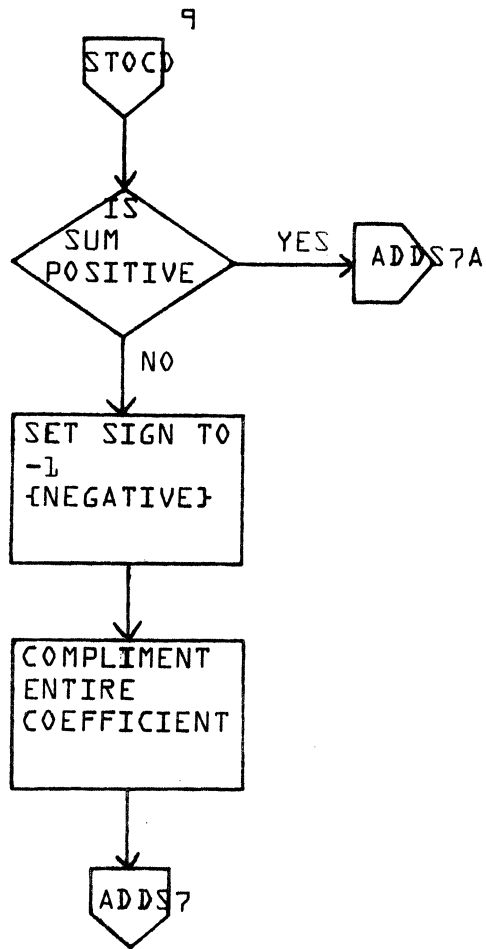 9
STOCD
IS
SUM
POSITIVE
YES
ADDS7A
NO
SET SIGN TO
-1
{NEGATIVE}
COMPLIMENT
ENTIRE
COEFFICIENT
ADDS7